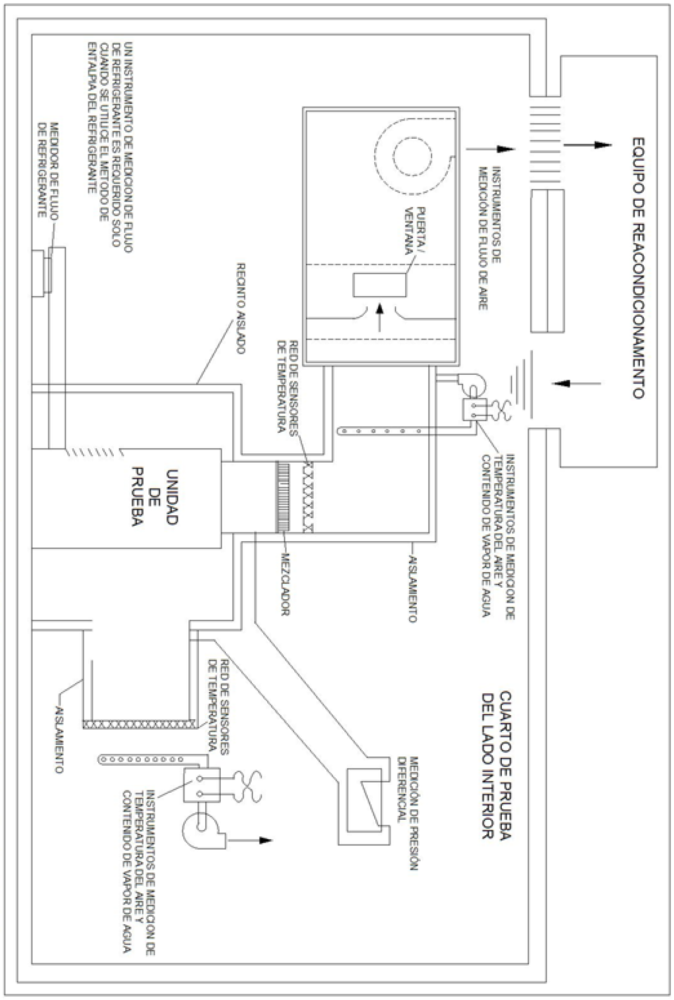 EQUIPO DE REACONDICIONAMENTO
INSTRUMENTOS DE
MEDICIÓN DE FLUJO DE AIRE
PUERTA /
VENTANA
INSTRUMENTOS DE MEDICION DE
TEMPERATURA DEL AIRE Y
CONTENIDO DE VAPOR DE AGUA
CUARTO DE PRUEBA
DEL LADO INTERIOR
RED DE SENSORES
DE TEMPERATURA
AISLAMIENTO
MEDICIÓN DE PRESIÓN
DIFERENCIAL
MEZCLADOR
RECINTO AISLADO
RED DE SENSORES
DE TEMPERATURA
UNIDAD
DE
PRUEBA
UN INSTRUMENTO DE MEDICION DE FLUJO
DE REFRIGERANTE ES REQUERIDO SOLO
CUANDO SE UTILICE EL METODO DE
ENTALPIA DEL REFRIGERANTE
INSTRUMENTOS DE MEDICION DE
TEMPERATURA DEL AIRE Y
CONTENIDO DE VAPOR DE AGUA
MEDIDOR DE FLUJO
DE REFRIGERANTE
AISLAMIENTO